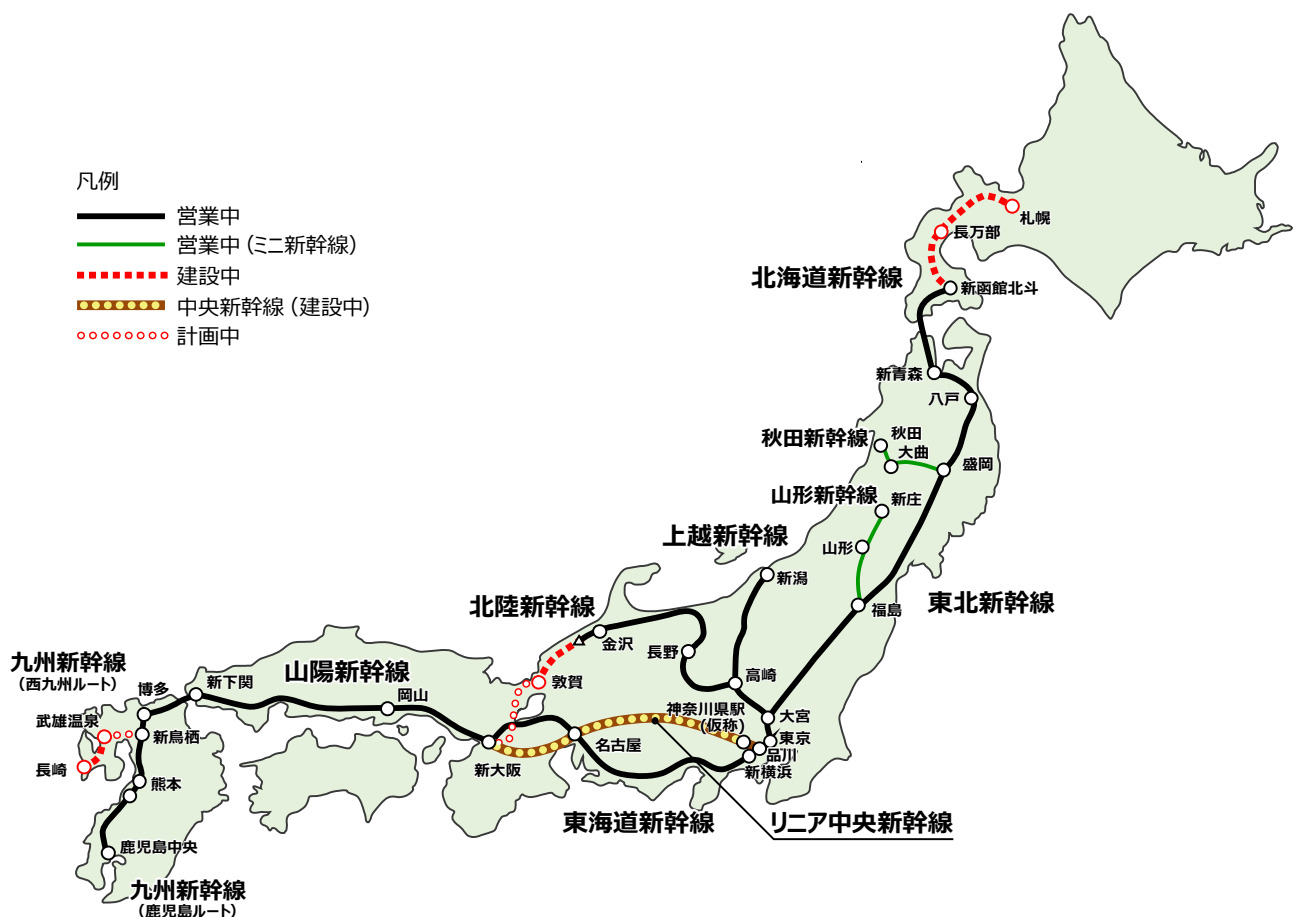 凡例
営業中
営業中 (ミニ新幹線)
建設中
中央新幹線 (建設中)
計画中
札幌
長万部
北海道新幹線
新函館北斗
新青森
八戸
秋田新幹線
秋田
大曲
盛岡
山形新幹線
新庄
上越新幹線
山形
新潟
東北新幹線
福島
北陸新幹線
金沢
長野
高崎
敦賀
九州新幹線
(西九州ルート)
山陽新幹線
博多
新下関
岡山
武雄温泉
新鳥栖
長崎
熊本
鹿児島中央
九州新幹線
(鹿児島ルート)
神奈川県駅
(仮称)
大宮
東京
品川
新横浜
名古屋
新大阪
東海道新幹線
リニア中央新幹線